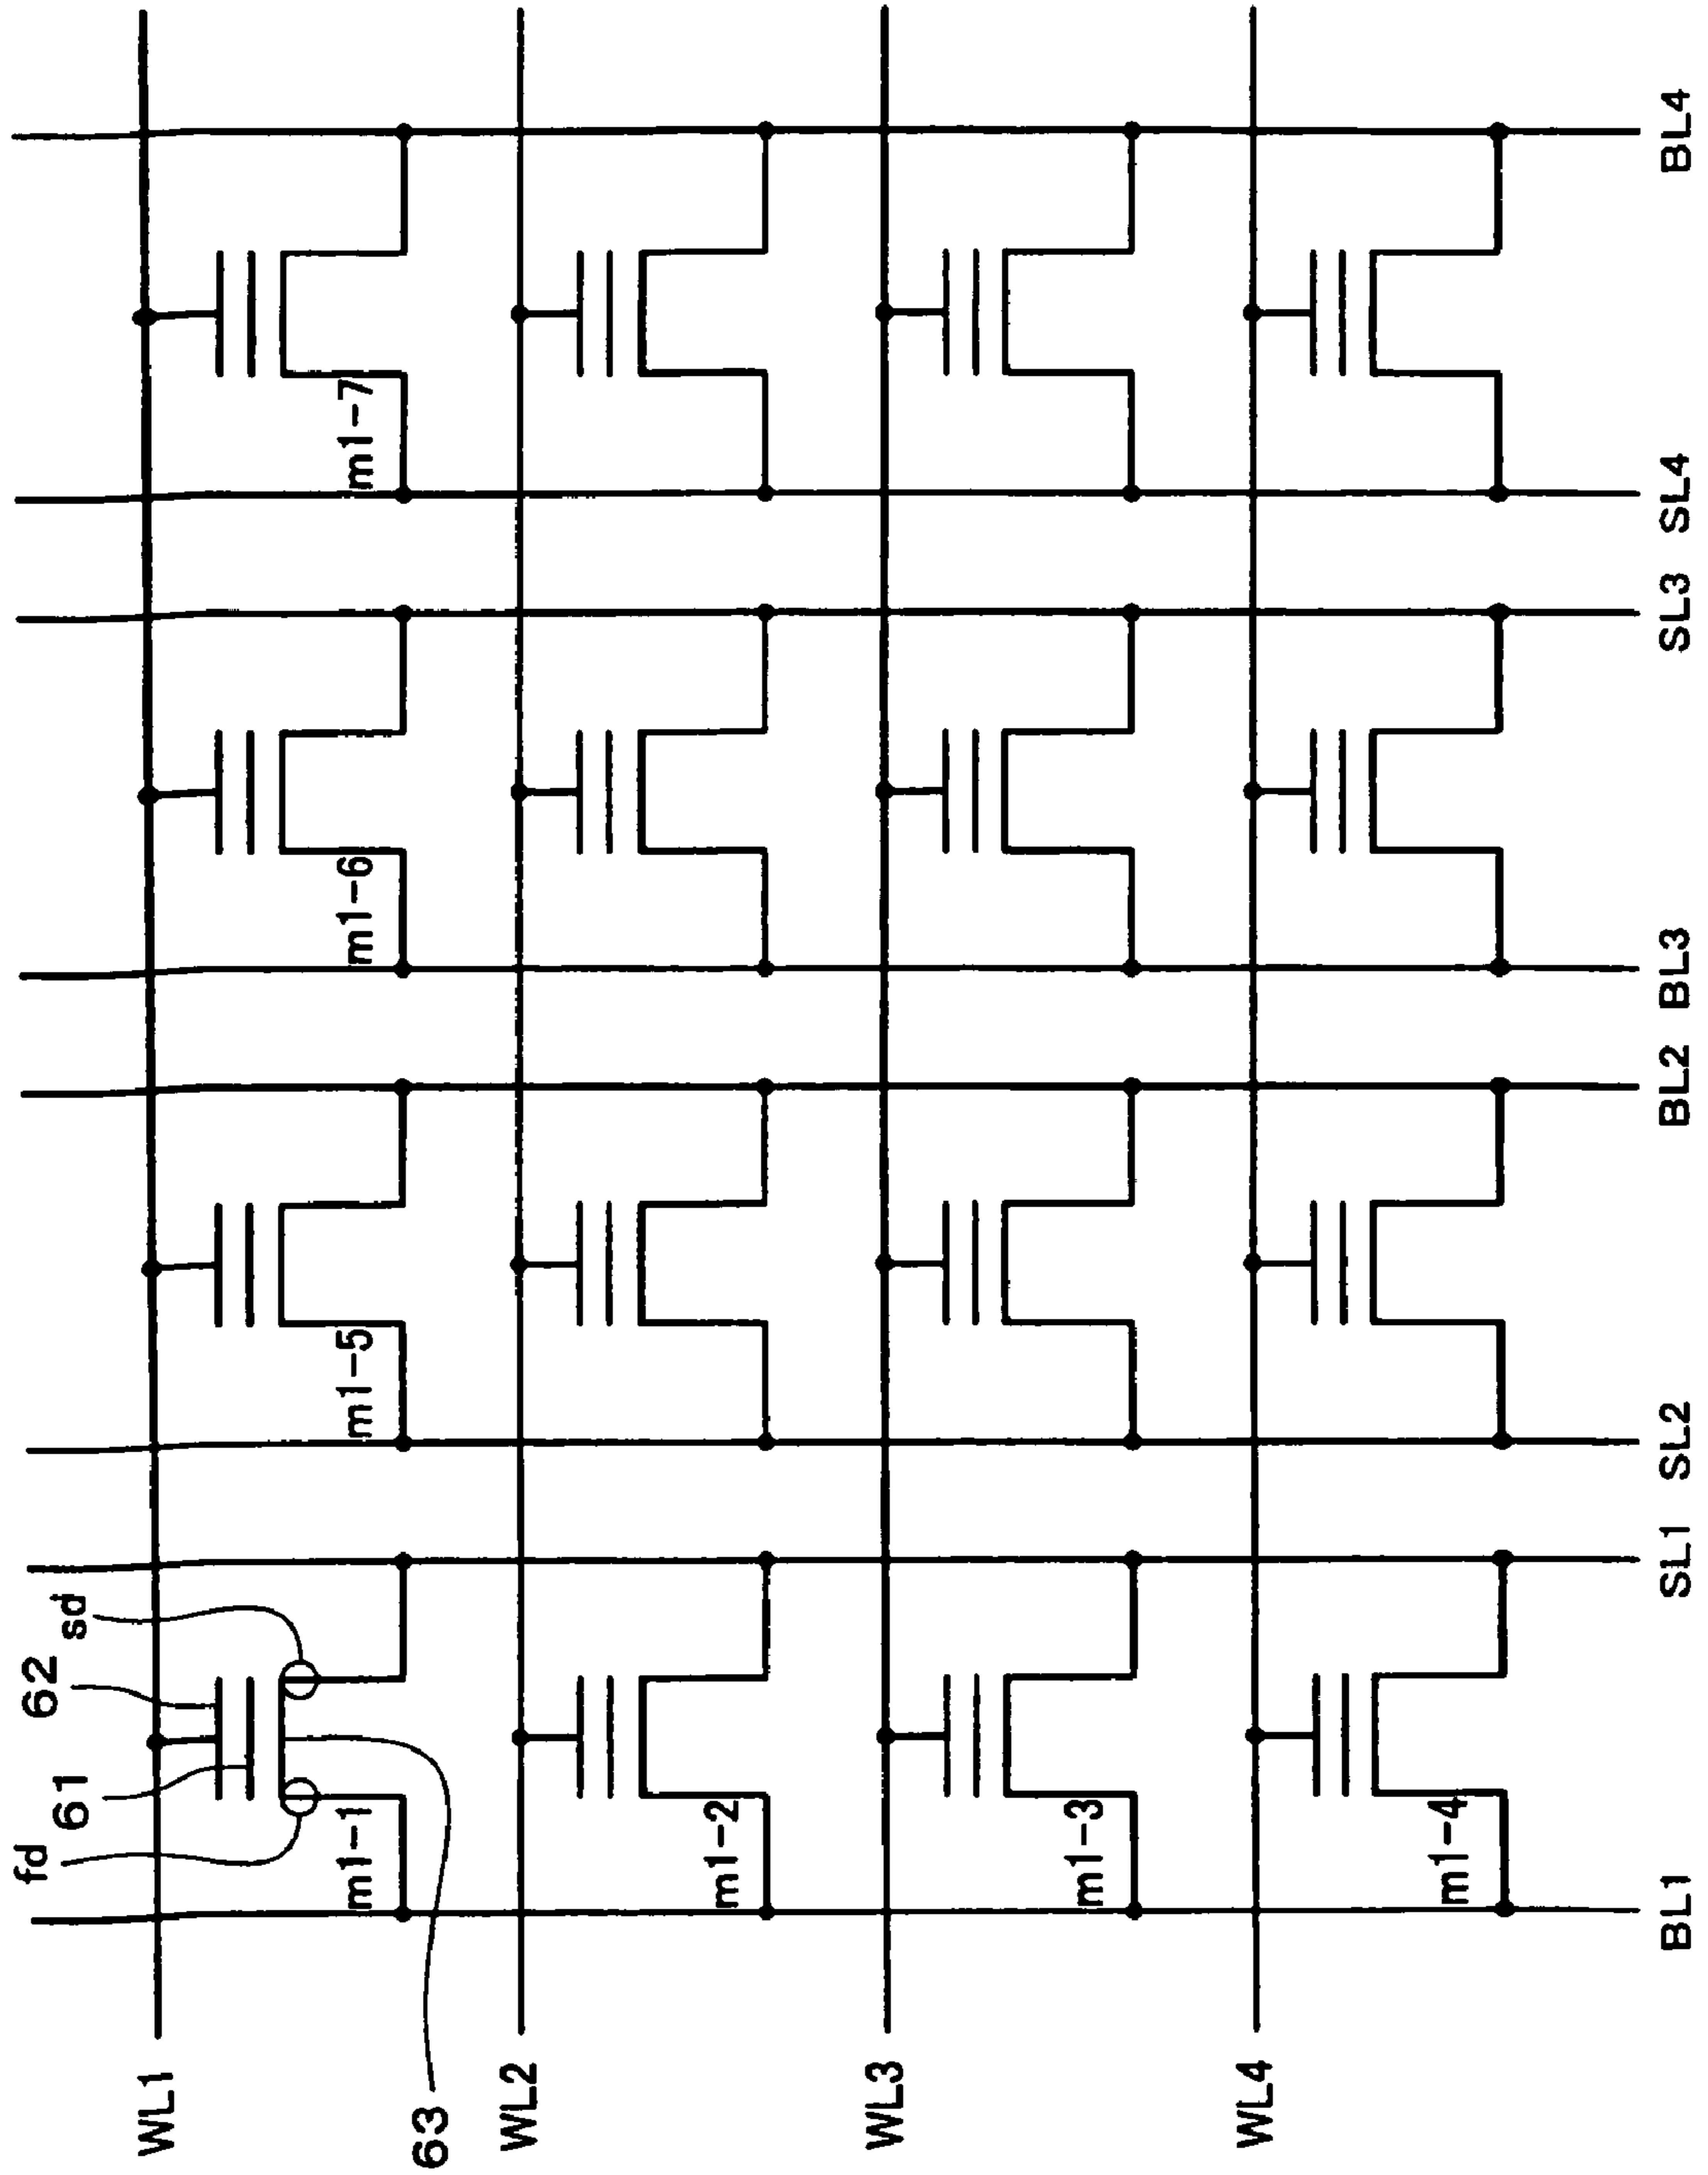 WL1
WL2
WL3
WL4
63
fd
61
62
sd
m1-1
m1-5
m1-6
m1-7
m1-2
m1-3
m1-4
BL1
SL1
SL2
BL2
BL3
SL3
SL4
BL4